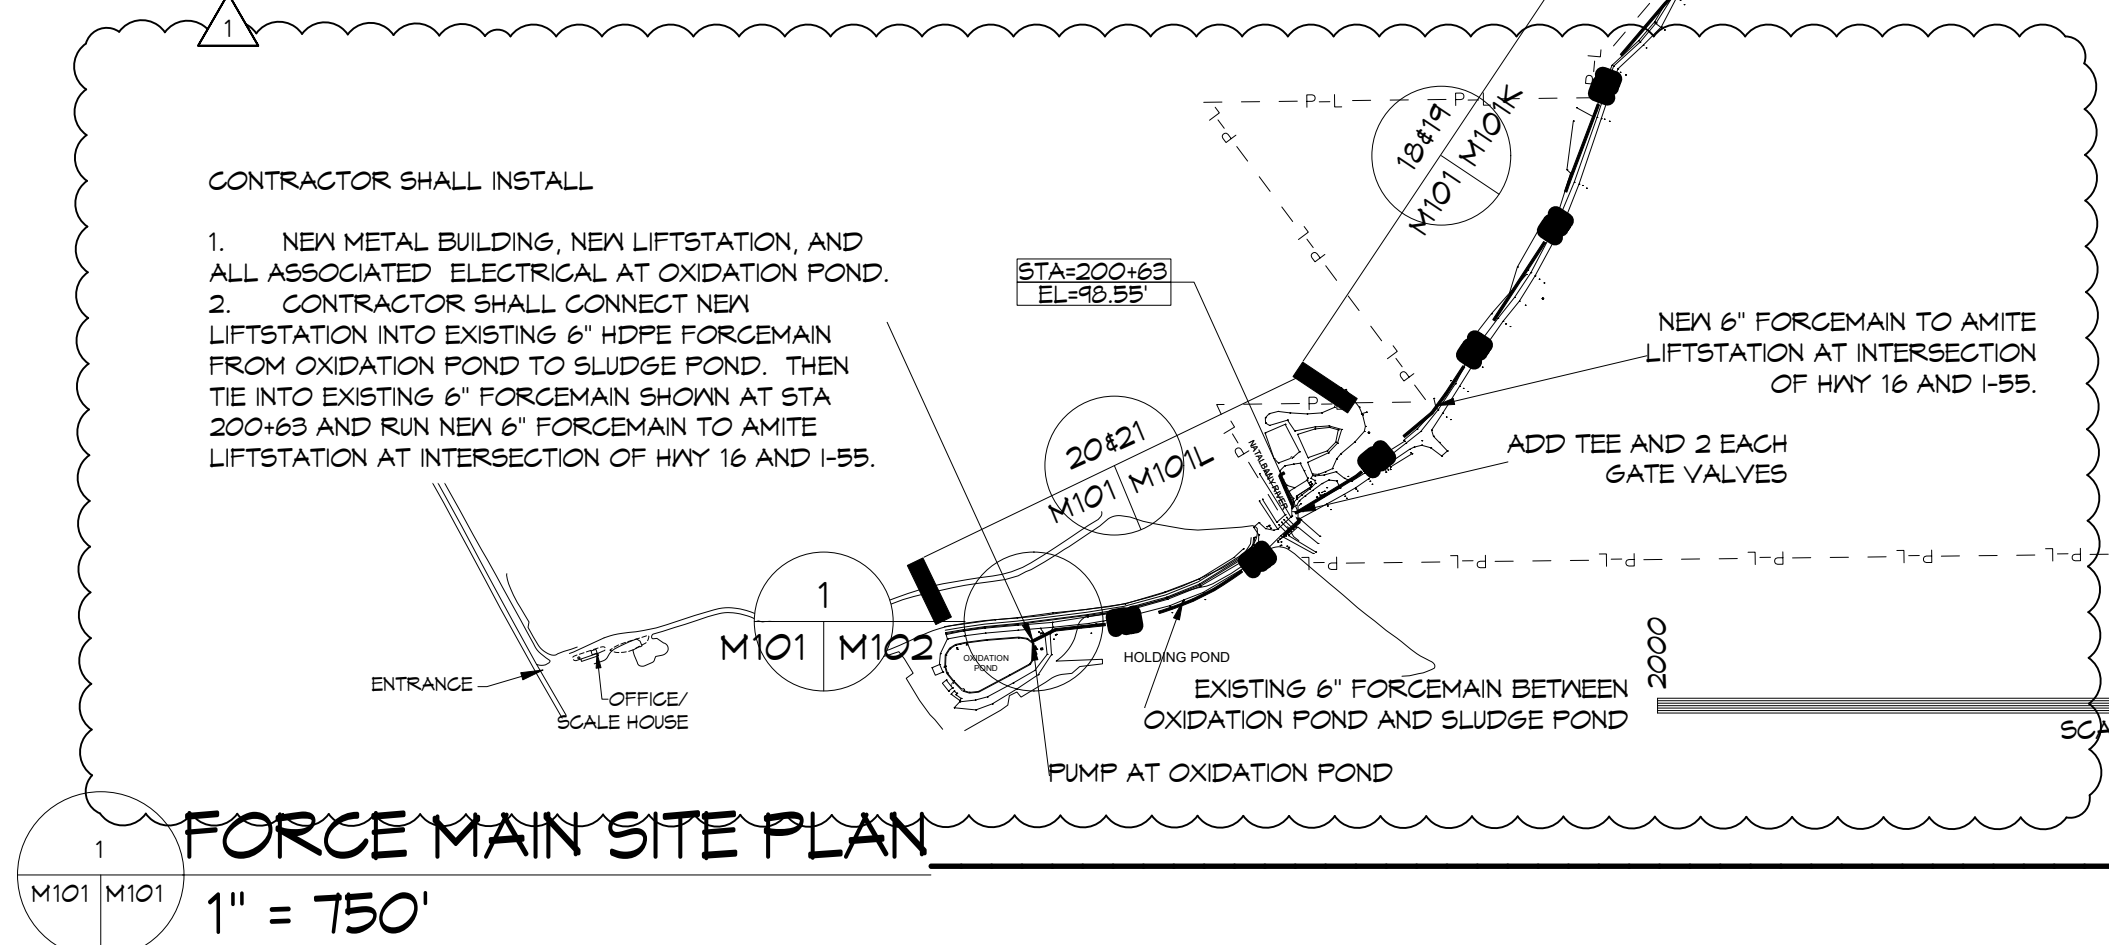 1
CONTRACTOR SHALL INSTALL
1. NEW METAL BUILDING, NEW LIFTSTATION, AND
ALL ASSOCIATED ELECTRICAL AT OXIDATION POND.
2. CONTRACTOR SHALL CONNECT NEW
LIFTSTATION INTO EXISTING 6" HDPE FORCEMAIN
FROM OXIDATION POND TO SLUDGE POND. THEN
TIE INTO EXISTING 6" FORCEMAIN SHOWN AT STA
200+63 AND RUN NEW 6" FORCEMAIN TO AMITE
LIFTSTATION AT INTERSECTION OF HWY 16 AND I-55.
STA=200+63
EL=98.55'
18&19
M101 M101K
P-L
P-L
P-L
P-L
P-L
P-L
P-L
P-
P-L
NEW 6" FORCEMAIN TO AMITE
LIFTSTATION AT INTERSECTION
OF HWY 16 AND I-55.
ADD TEE AND 2 EACH
GATE VALVES
20&21
M101 M101L
NATALBANY RIVER
P-L
P-L
P-L
P-L
P-L
P-L
1
M101 M102
OXIDATION
POND
HOLDING POND
ENTRANCE
OFFICE/
SCALE HOUSE
EXISTING 6" FORCEMAIN BETWEEN
OXIDATION POND AND SLUDGE POND
PUMP AT OXIDATION POND
2000
SCA
1
M101 M101
FORCE MAIN SITE PLAN
1" = 750'